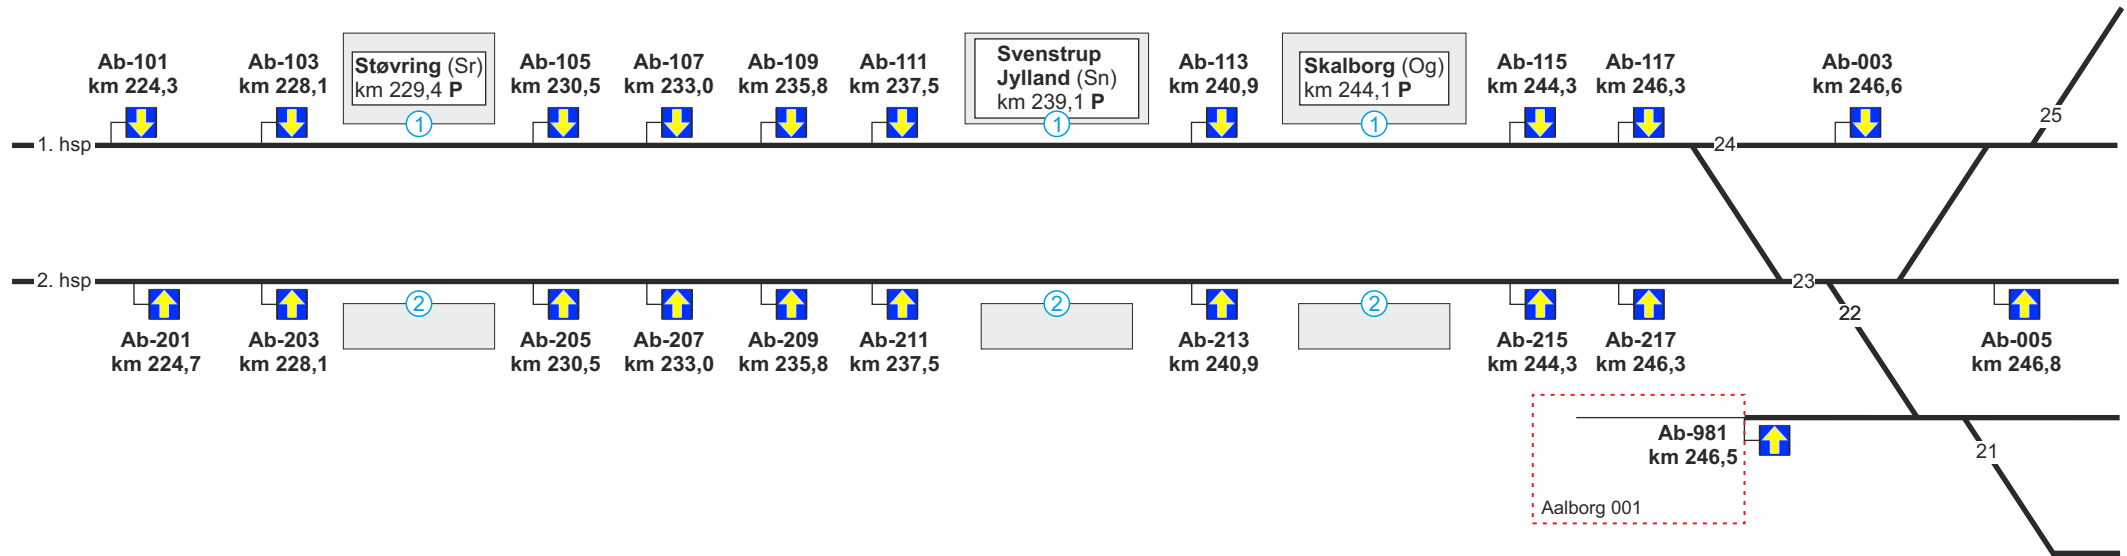 Ab-101
km 224,3
Ab-103
km 228,1
Støvring (Sr)
km 229,4 P
1
Ab-105
km 230,5
Ab-107
km 233,0
Ab-109
km 235,8
Ab-111
km 237,5
Svenstrup
Jylland (Sn)
km 239,1 P
1
Ab-113
km 240,9
Skalborg (Og)
km 244,1 P
1
Ab-115
km 244,3
Ab-117
km 246,3
Ab-003
km 246,6
25
1. hsp
24
2. hsp
23
Ab-201
km 224,7
Ab-203
km 228,1
2
Ab-205
km 230,5
Ab-207
km 233,0
Ab-209
km 235,8
Ab-211
km 237,5
2
Ab-213
km 240,9
2
Ab-215
km 244,3
Ab-217
km 246,3
22
Ab-005
km 246,8
Ab-981
km 246,5
21
Aalborg 001